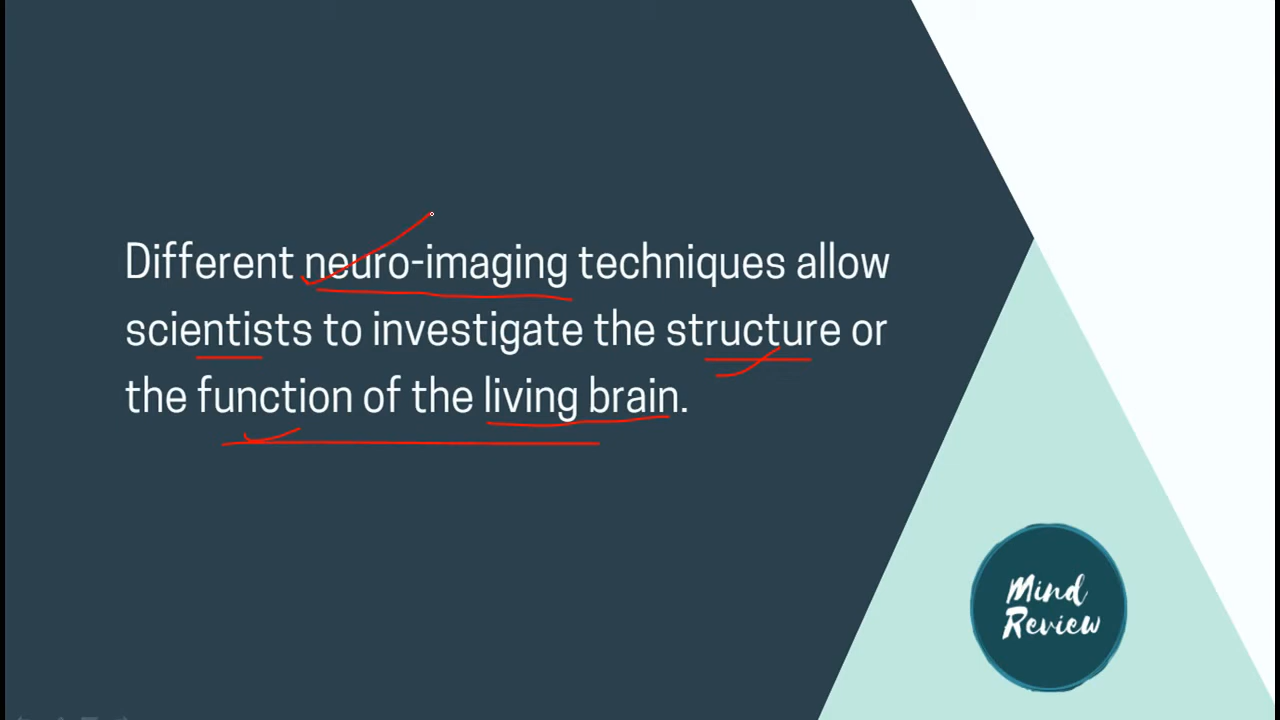 Different neuro-imaging techniques allow
scientists to investigate the structure or
the function of the living brain.
Mind
Review